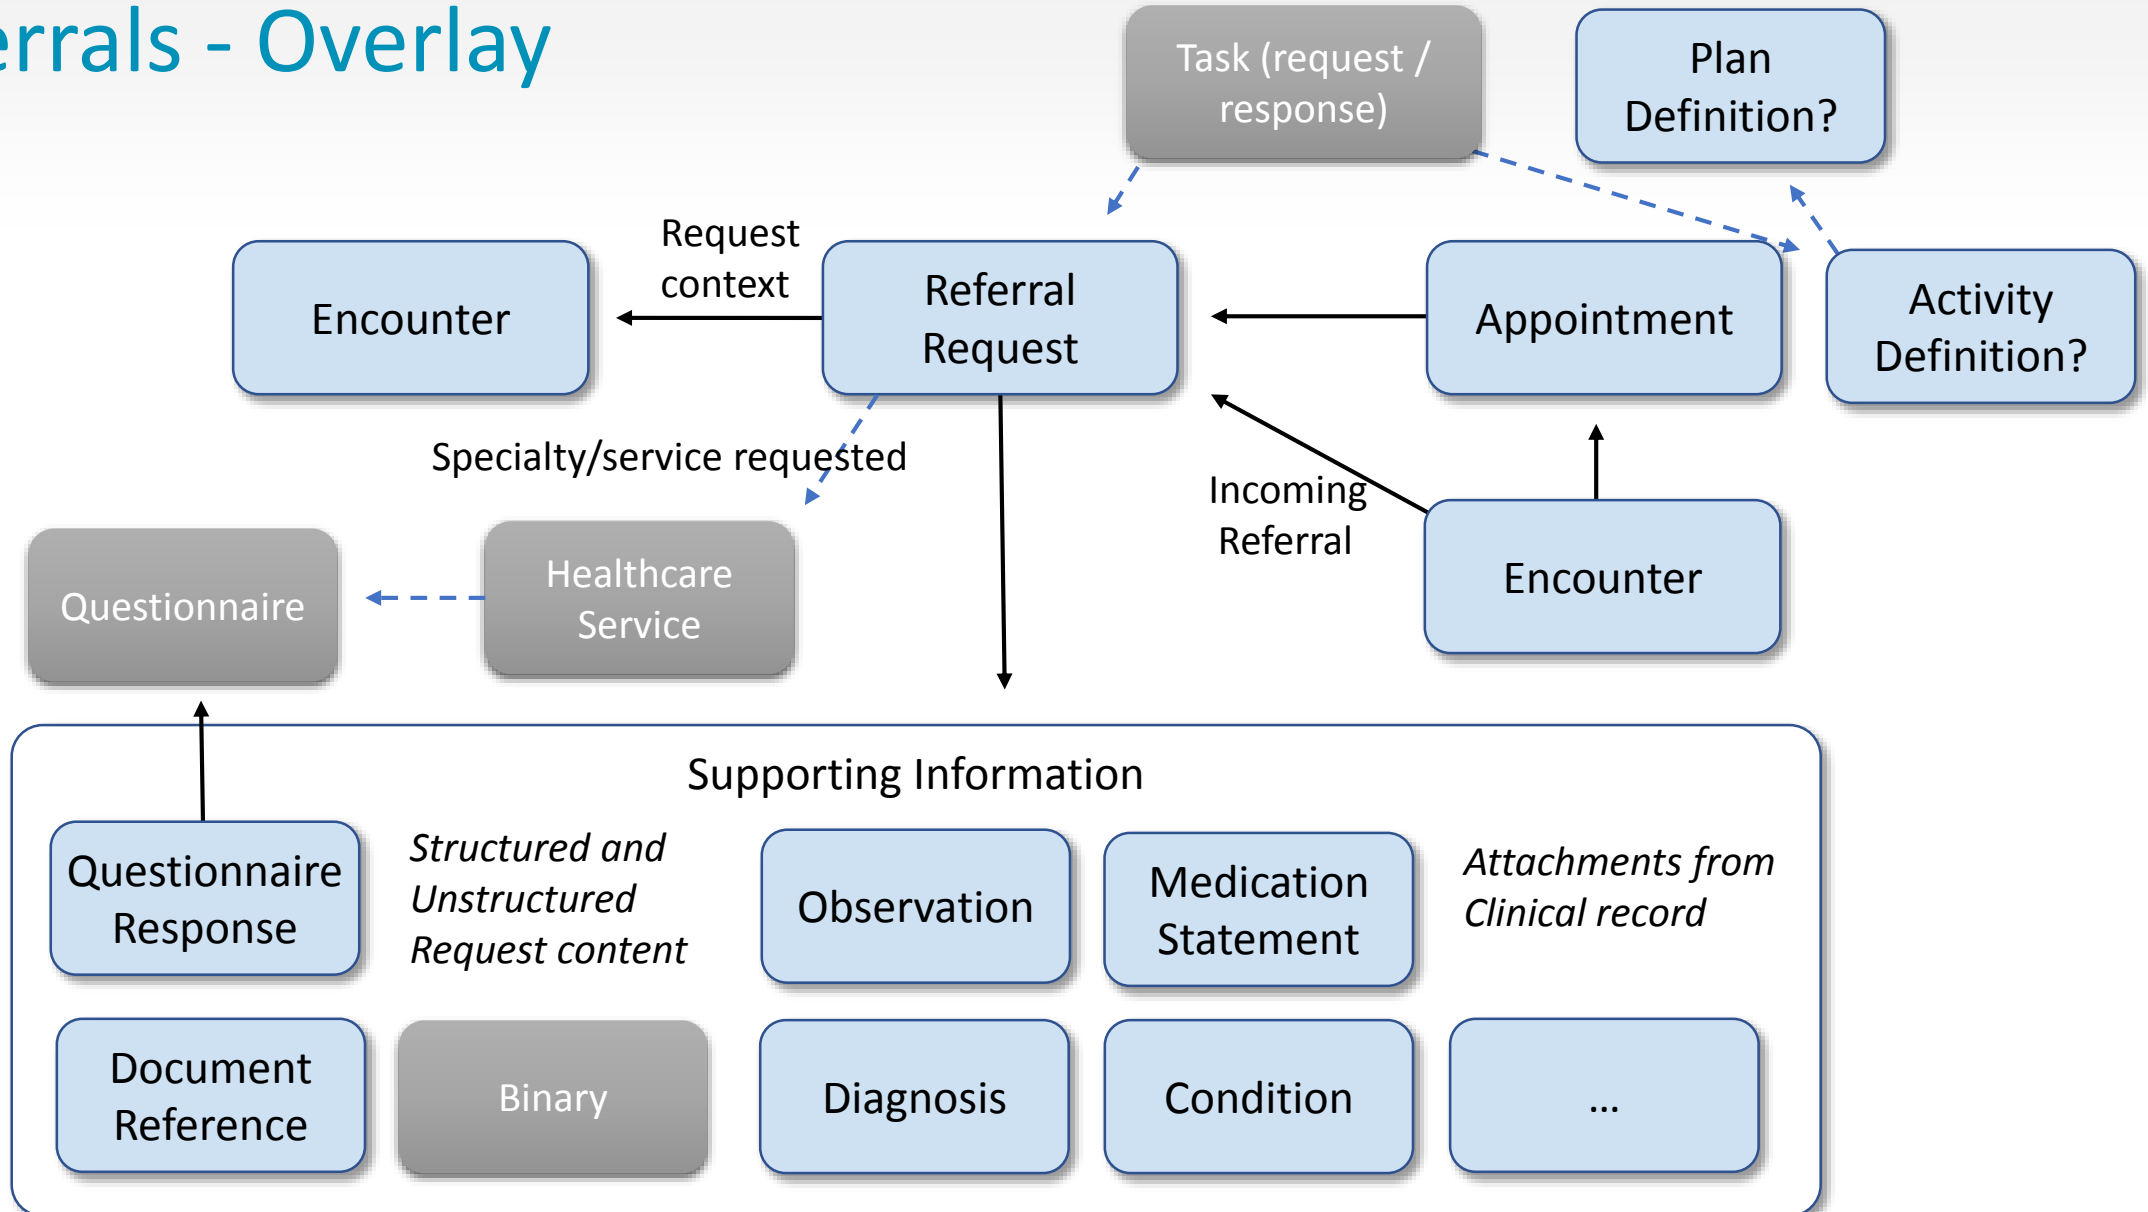 errals - Overlay
Task (request /
response)
Plan
Definition?
Request
context
Encounter
Referral
Request
Appointment
Activity
Definition?
Specialty/service requested
Incoming
Referral
Encounter
Questionnaire
Healthcare
Service
Supporting Information
Questionnaire
Response
Structured and
Unstructured
Request content
Observation
Medication
Statement
Attachments from
Clinical record
Document
Reference
Binary
Diagnosis
Condition
...